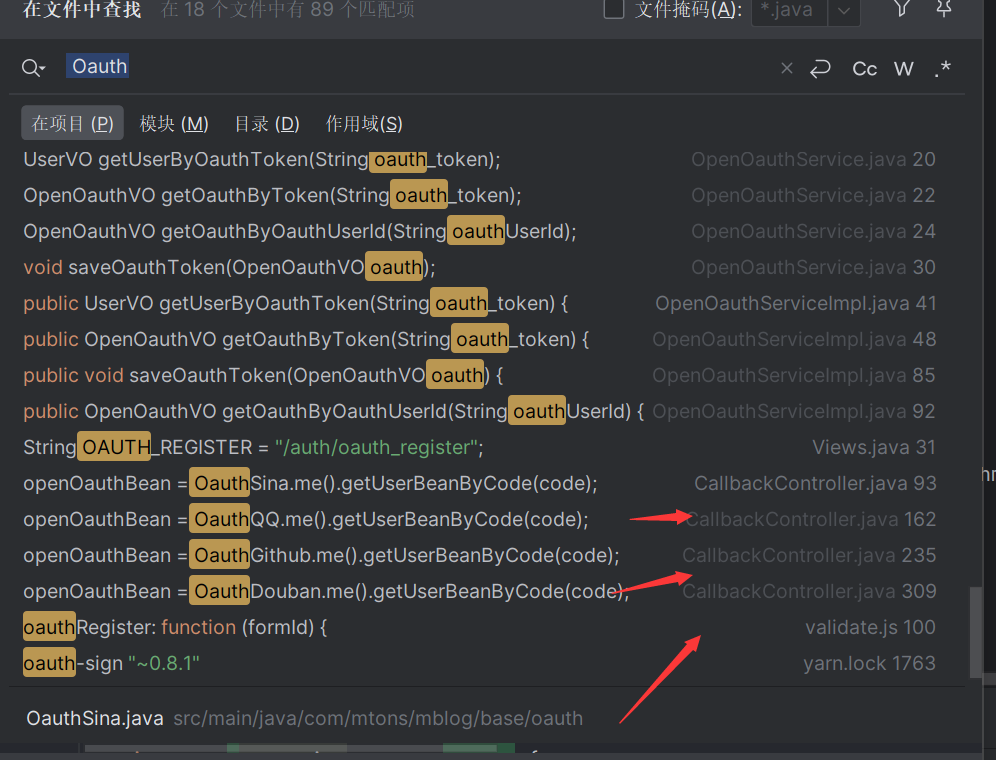 在文件中查找 在 18 个文件中有 89 个匹配项 文件掩码(A): *.java
Oauth Cc W .*
在项目 (P) 模块 (M) 目录 (D) 作用域(S)
UserVO getUserByOauthToken(String oauth_token); OpenOauthService.java 20
OpenOauthVO getOauthByToken(String oauth_token); OpenOauthService.java 22
OpenOauthVO getOauthByOauthUserId(String oauthUserId); OpenOauthService.java 24
void saveOauthToken(OpenOauthVO oauth); OpenOauthService.java 30
public UserVO getUserByOauthToken(String oauth_token) { OpenOauthServiceImpl.java 41
public OpenOauthVO getOauthByToken(String oauth_token) { OpenOauthServiceImpl.java 48
public void saveOauthToken(OpenOauthVO oauth) { OpenOauthServiceImpl.java 85
public OpenOauthVO getOauthByOauthUserId(String oauthUserId) { OpenOauthServiceImpl.java 92
String OAUTH_REGISTER = "/auth/oauth_register"; Views.java 31
openOauthBean = OauthSina.me().getUserBeanByCode(code); CallbackController.java 93
openOauthBean = OauthQQ.me().getUserBeanByCode(code); CallbackController.java 162
openOauthBean = OauthGithub.me().getUserBeanByCode(code); CallbackController.java 235
openOauthBean = OauthDouban.me().getUserBeanByCode(code); CallbackController.java 309
oauthRegister: function (formId) { validate.js 100
oauth-sign "~0.8.1" yarn.lock 1763
OauthSina.java src/main/java/com/mtons/mblog/base/oauth